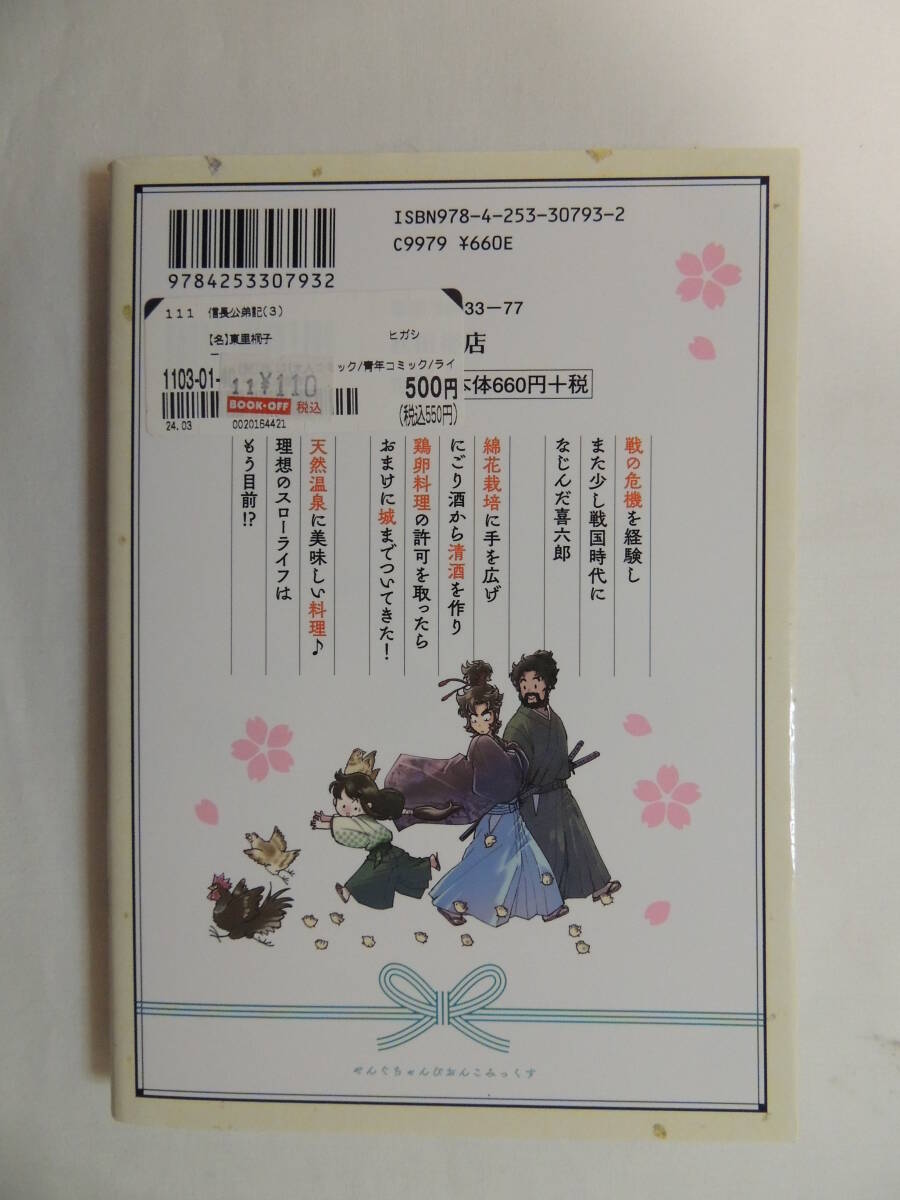 ISBN978-4-253-30793-2
C9979 ¥660E
9784253307932
33-77
店
本体660円+税
111 信長公弟記(3)
【名】東里桐子 ヒガシ
ック/青年コミック/ライ
1103-01-
11¥110
BOOK-OFF 税込
500円
(税込550円)
24.03 0020164421
戦の危機を経験し
また少し戦国時代に
なじんだ喜六郎
綿花栽培に手を広げ
にごり酒から清酒を作り
鶏卵料理の許可を取ったら
おまけに城までついてきた!
天然温泉に美味しい料理♪
理想のスローライフは
もう目前!?
やんぐちゃんぴおんこみっくす